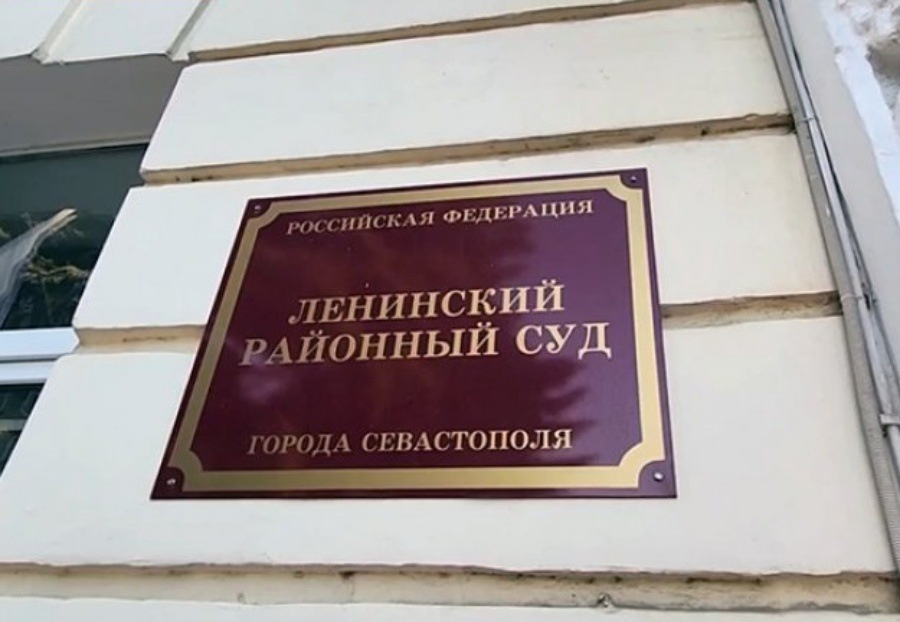 РОССИЙСКАЯ ФЕДЕРАЦИЯ
ЛЕНИНСКИЙ
РАЙОННЫЙ СУД
ГОРОДА СЕВАСТОПОЛЯ